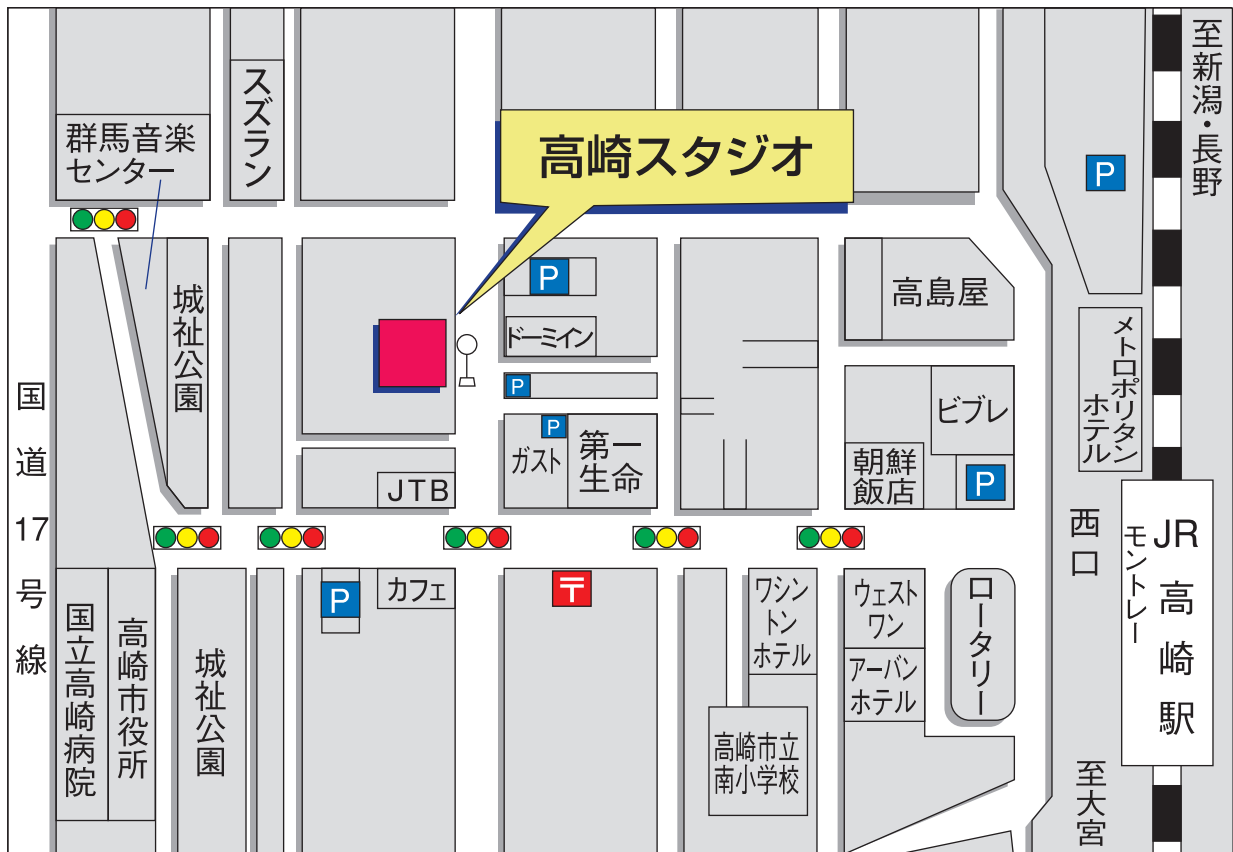 至新潟・長野
スズラン
群馬音楽
センター
高崎スタジオ
P
城祉公園
P
ドーミイン
高島屋
メトロポリタン
ホテル
国道17号線
P
P
ガスト
第一
生命
ビブレ
朝鮮
飯店
P
JTB
西口
JR高崎駅
モントレー
P
カフェ
〒
ワシン
トン
ホテル
ウェスト
ワン
アーバン
ホテル
ロータリー
国立高崎病院
高崎市役所
城祉公園
高崎市立
南小学校
至大宮